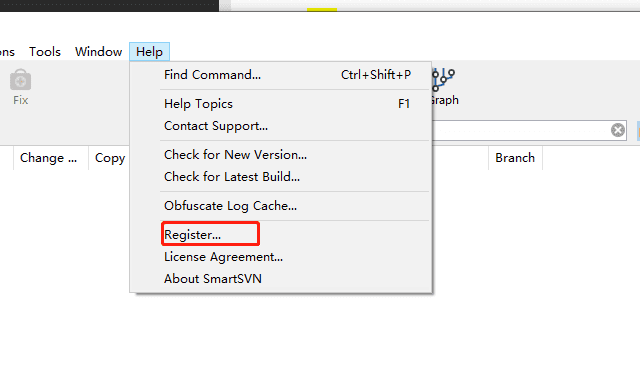 ons Tools Window Help
Fix
Find Command... Ctrl+Shift+P
Graph
Help Topics F1
Contact Support...
Check for New Version...
Change ... Copy Branch
Check for Latest Build...
Obfuscate Log Cache...
Register...
License Agreement...
About SmartSVN